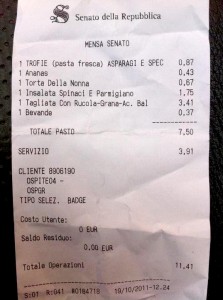 Senato della Repubblica
MENSA SENATO
1 TROFIE (pasta fresca) ASPARAGI E SPEC 0,87
1 Ananas 0,43
1 Torta Della Nonna 0,67
1 Insalata Spinaci E Parmigiano 1,75
1 Tagliata Con Rucola-Grana-Ac. Bal 3,41
1 Bevande 0,37
TOTALE PASTO 7,50
SERVIZIO 3,91
CLIENTE 8906190
OSPITE04 -
OSPGR
TIPO SELEZ. BADGE
Costo Utente:
0 EUR
Saldo Residuo:
0,00 EUR
Totale Operazioni 11,41
19/10/2011-12.24